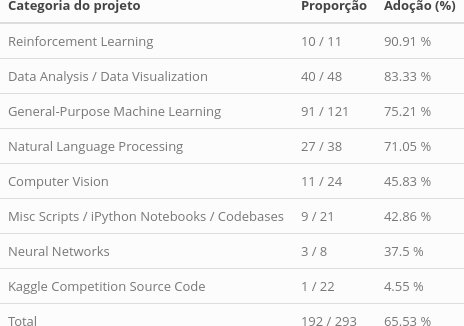 Categoria do projeto Proporção Adoção (%)
Reinforcement Learning 10 / 11 90.91 %
Data Analysis / Data Visualization 40 / 48 83.33 %
General-Purpose Machine Learning 91 / 121 75.21 %
Natural Language Processing 27 / 38 71.05 %
Computer Vision 11 / 24 45.83 %
Misc Scripts / iPython Notebooks / Codebases 9 / 21 42.86 %
Neural Networks 3 / 8 37.5 %
Kaggle Competition Source Code 1 / 22 4.55 %
Total 192 / 293 65.53 %